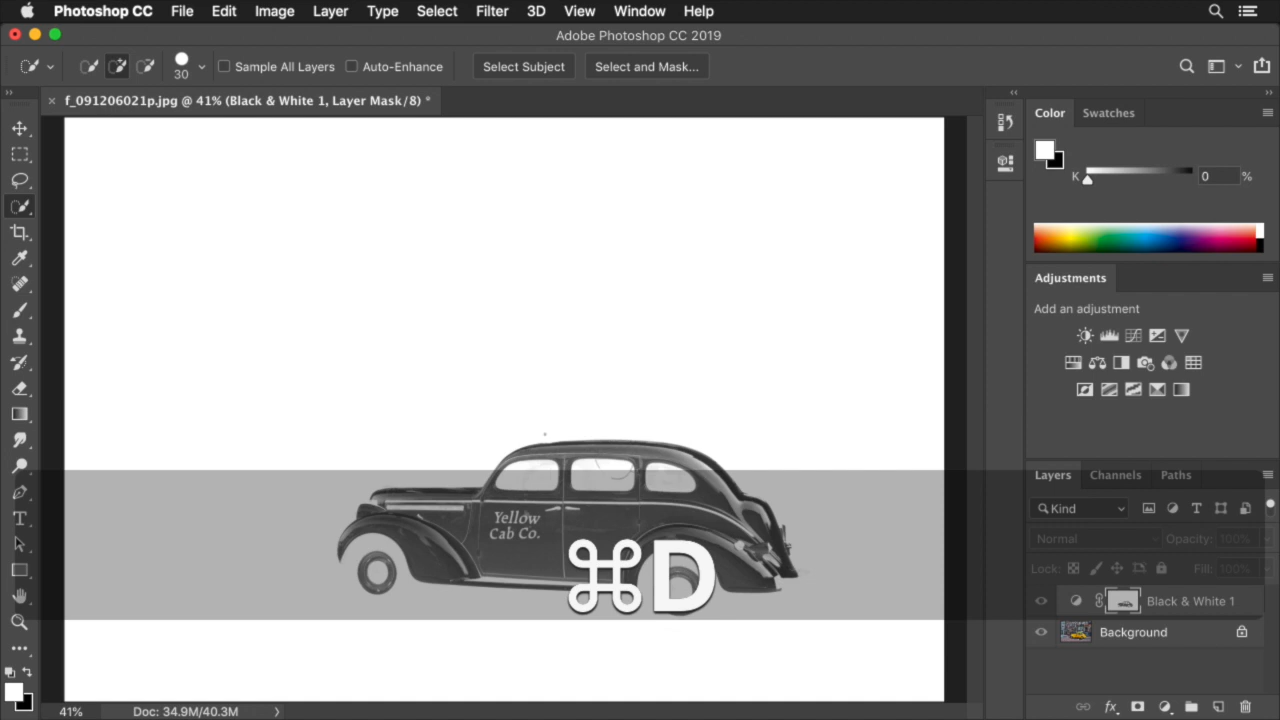 Photoshop CC File Edit Image Layer Type Select Filter 3D View Window Help
Adobe Photoshop CC 2019
30 Sample All Layers Auto-Enhance Select Subject Select and Mask...
f_091206021p.jpg @ 41% (Black & White 1, Layer Mask/8) *
Color Swatches
K 0 %
Adjustments
Add an adjustment
Layers Channels Paths
Kind
Normal Opacity: 100%
Lock: Fill: 100%
Black & White 1
Background
Yellow
Cab Co.
⌘D
41% Doc: 34.9M/40.3M